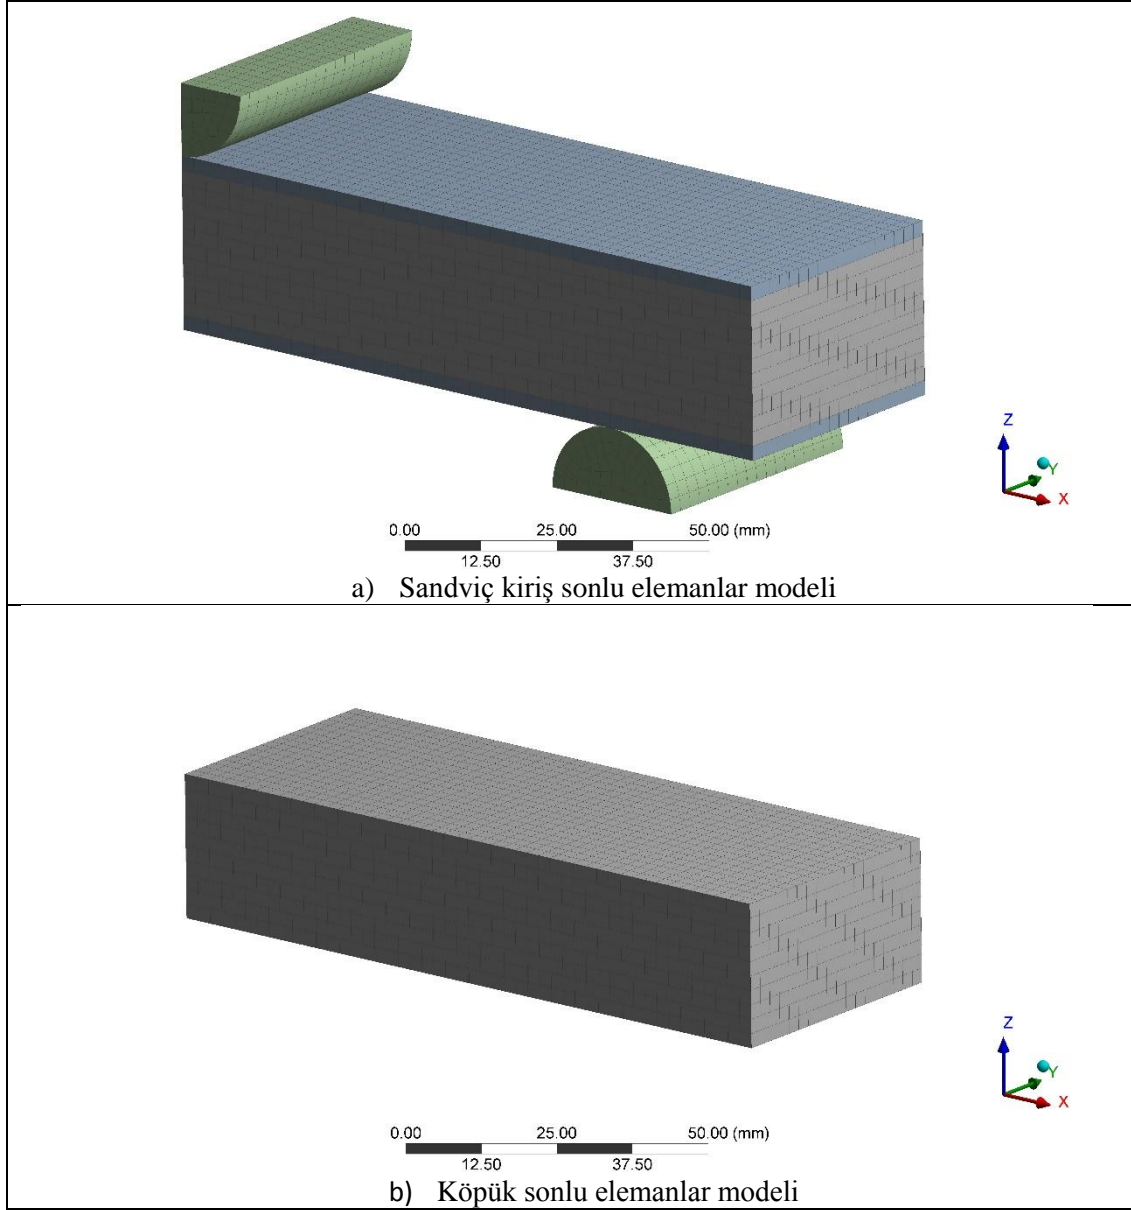 Z
Y
X
0.00 25.00 50.00 (mm)
12.50 37.50
a) Sandviç kiriş sonlu elemanlar modeli
Z
Y
X
0.00 25.00 50.00 (mm)
12.50 37.50
b) Köpük sonlu elemanlar modeli